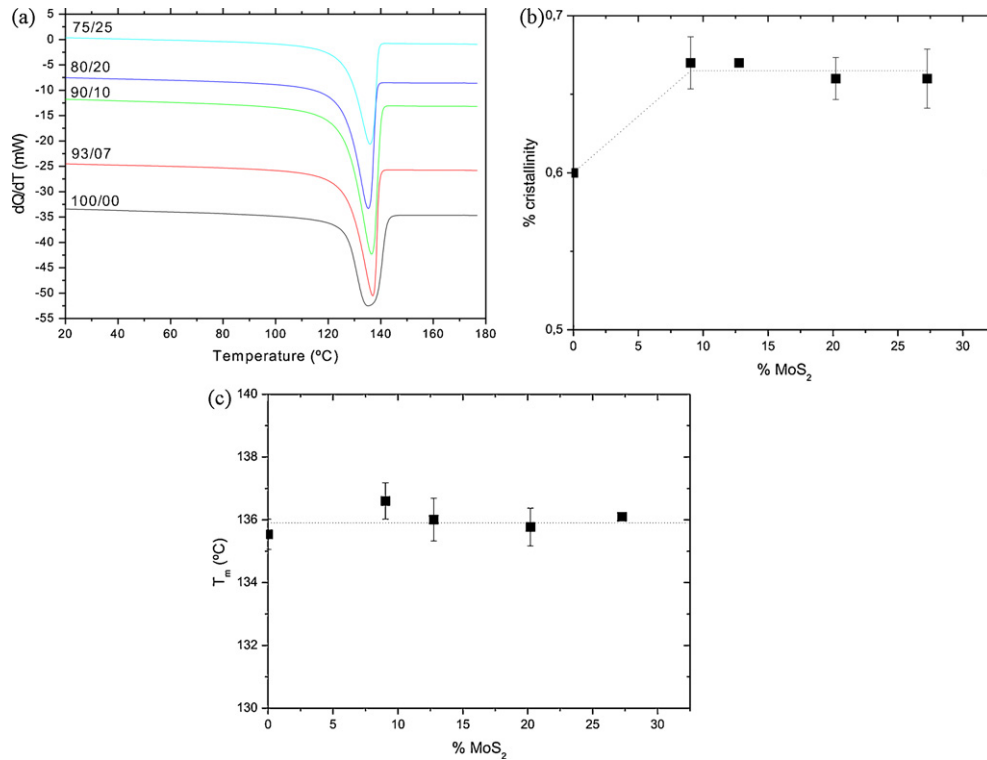 (a)
dQ/dT (mW)
5
0
-5
-10
-15
-20
-25
-30
-35
-40
-45
-50
-55
75/25
80/20
90/10
93/07
100/00
20 40 60 80 100 120 140 160 180
Temperature (ºC)
(b)
% cristallinity
0,7
0,6
0,5
0 5 10 15 20 25 30
% MoS₂
(c)
Tₘ (ºC)
140
138
136
134
132
130
0 5 10 15 20 25 30
% MoS₂